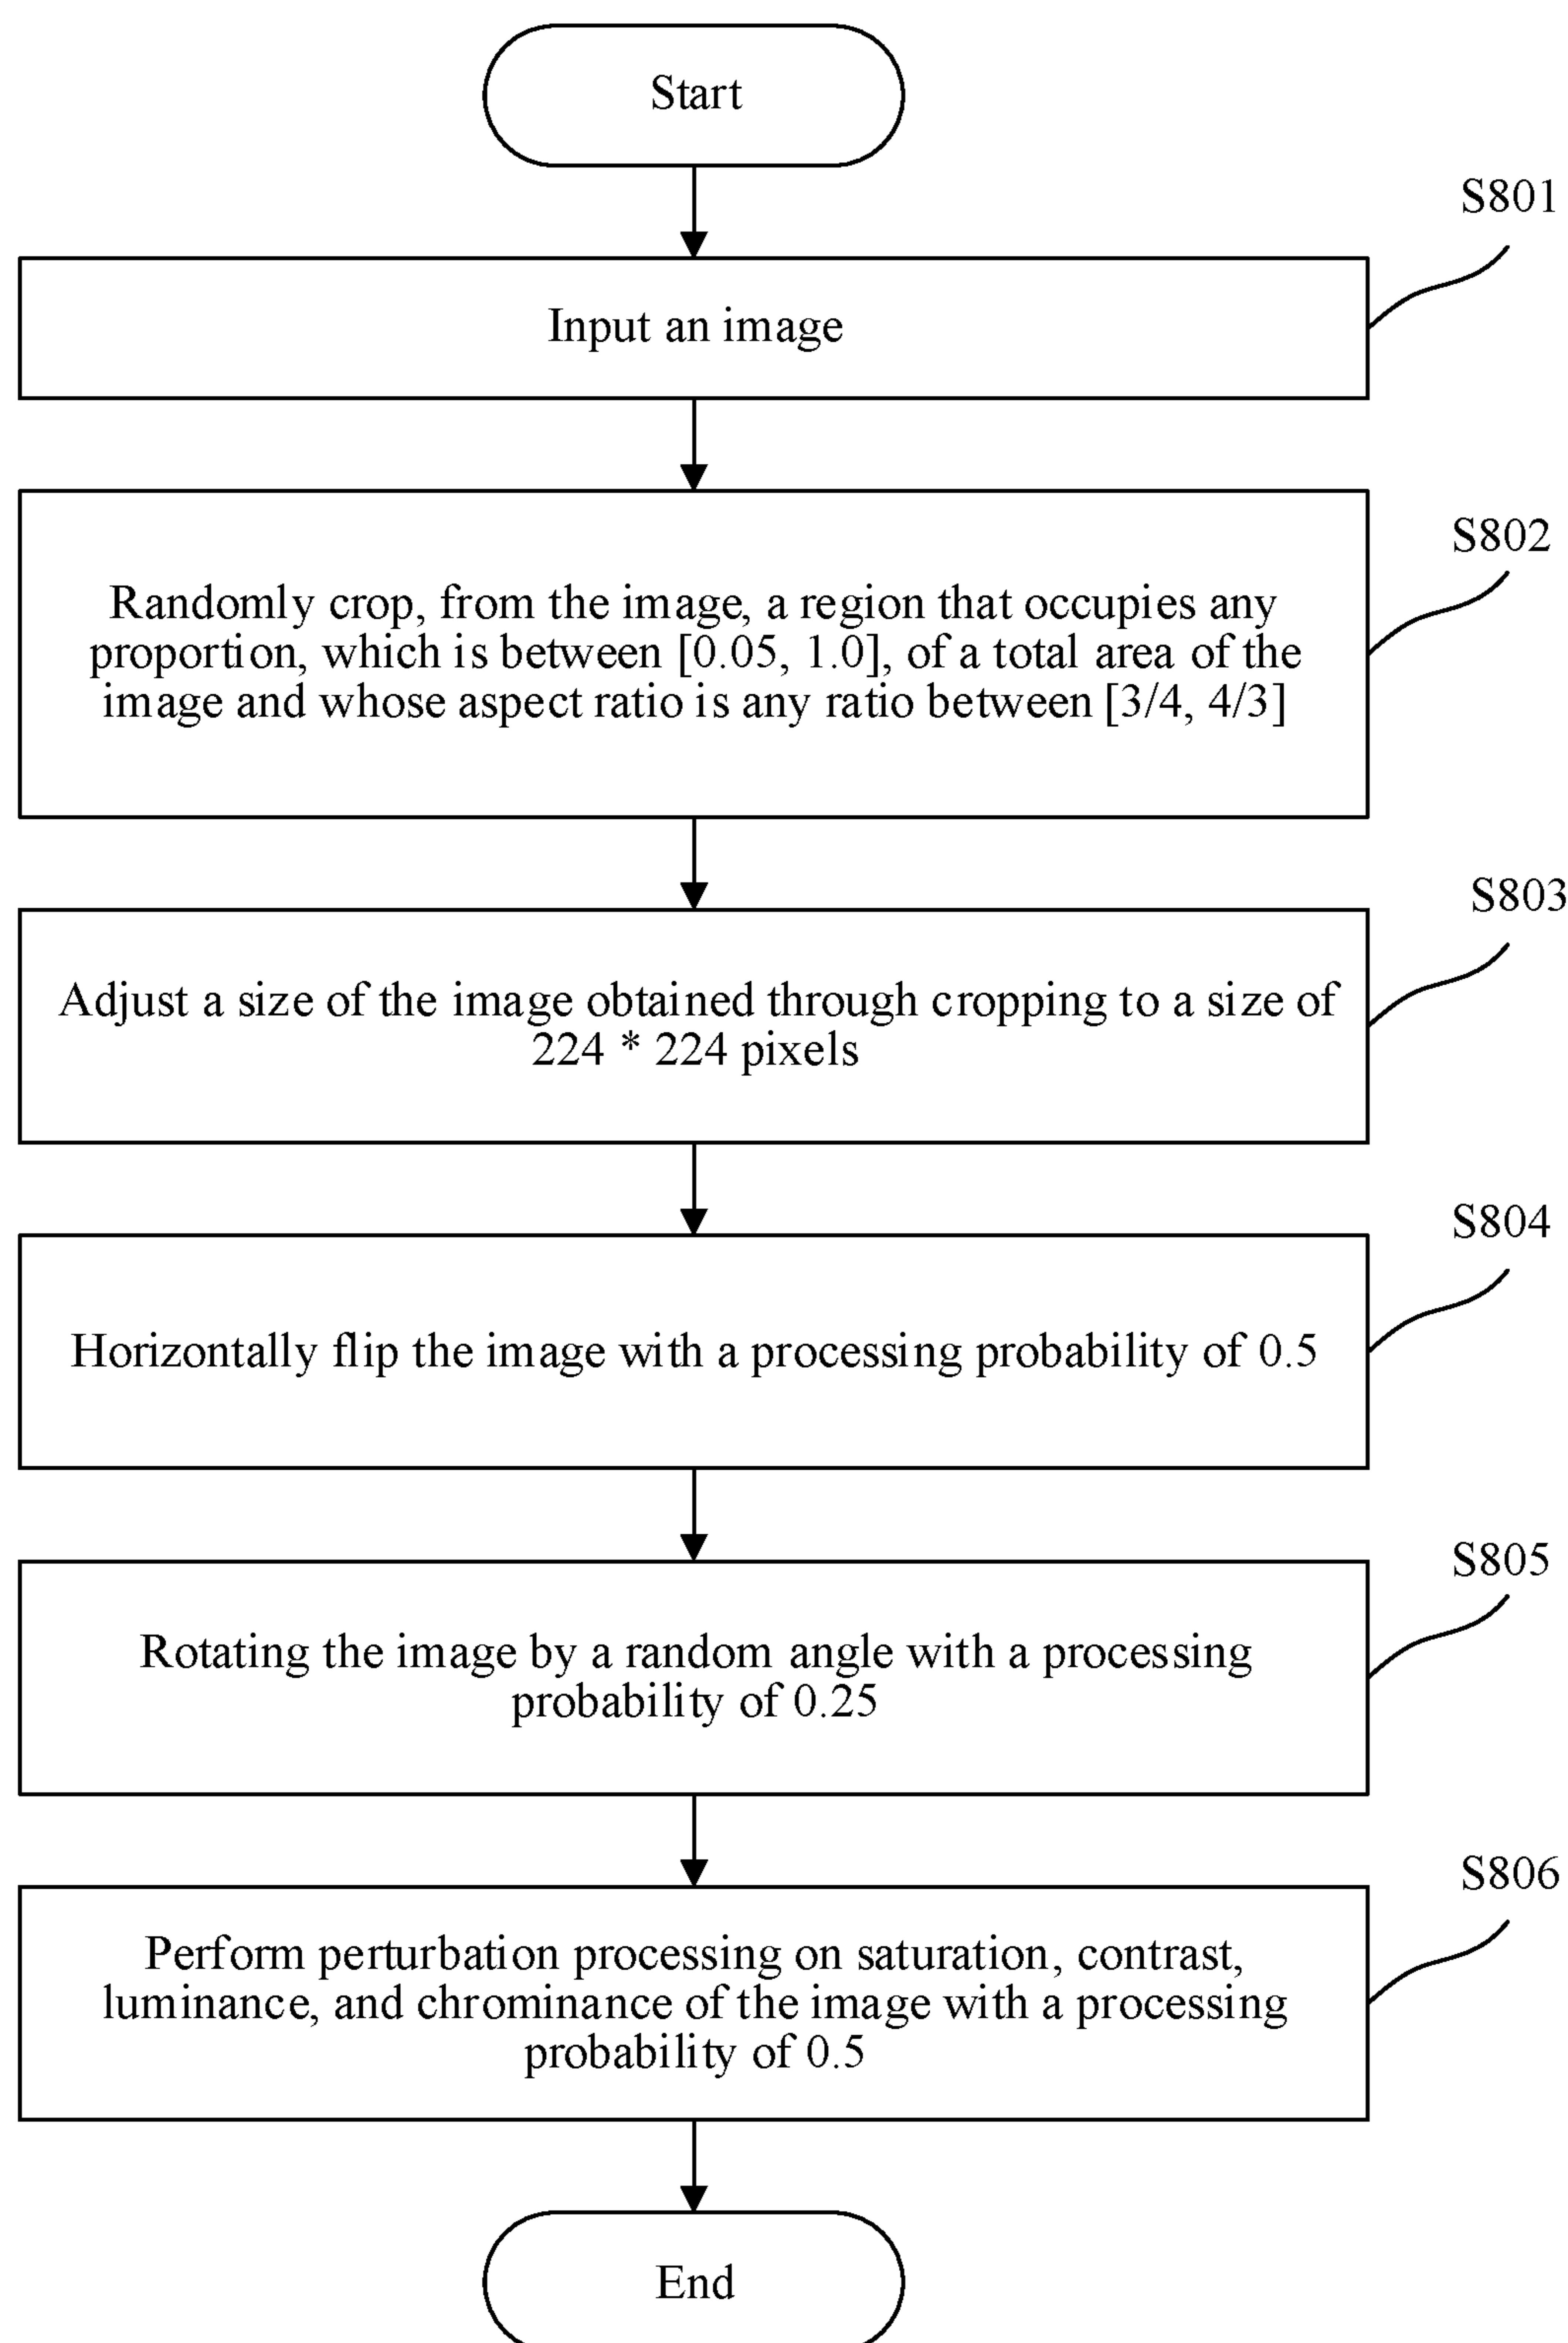 Start
S801
Input an image
S802
Randomly crop, from the image, a region that occupies any
proportion, which is between [0.05, 1.0], of a total area of the
image and whose aspect ratio is any ratio between [3/4, 4/3]
S803
Adjust a size of the image obtained through cropping to a size of
224 * 224 pixels
S804
Horizontally flip the image with a processing probability of 0.5
S805
Rotating the image by a random angle with a processing
probability of 0.25
S806
Perform perturbation processing on saturation, contrast,
luminance, and chrominance of the image with a processing
probability of 0.5
End